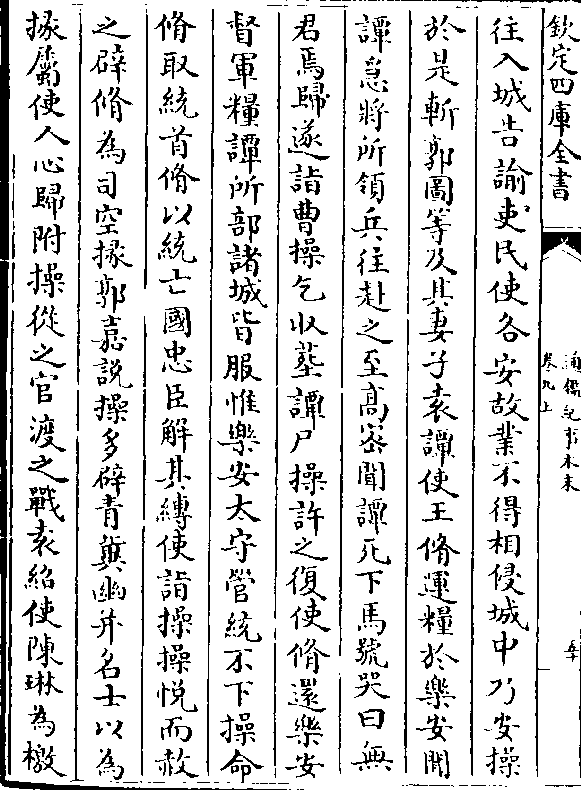 欽定四庫全書
通鑑紀事本末
卷九上
至
往入城告諭吏民使各安故業不得相侵城中乃安操
於是斬郭圖等及其妻子袁譚使王脩運糧於樂安聞
譚急將所領兵往赴之至高密聞譚死下馬號哭曰無
君焉歸遂詣曹操乞收葬譚尸操許之復使脩還樂安
督軍糧譚所部諸城皆服惟樂安太守管統不下操命
脩取統首脩以統亡國忠臣解其縛使詣操操悅而赦
之辟脩為司空掾郭嘉說操多辟青冀幽并名士以為
掾屬使人心歸附操從之官渡之戰袁紹使陳琳為檄